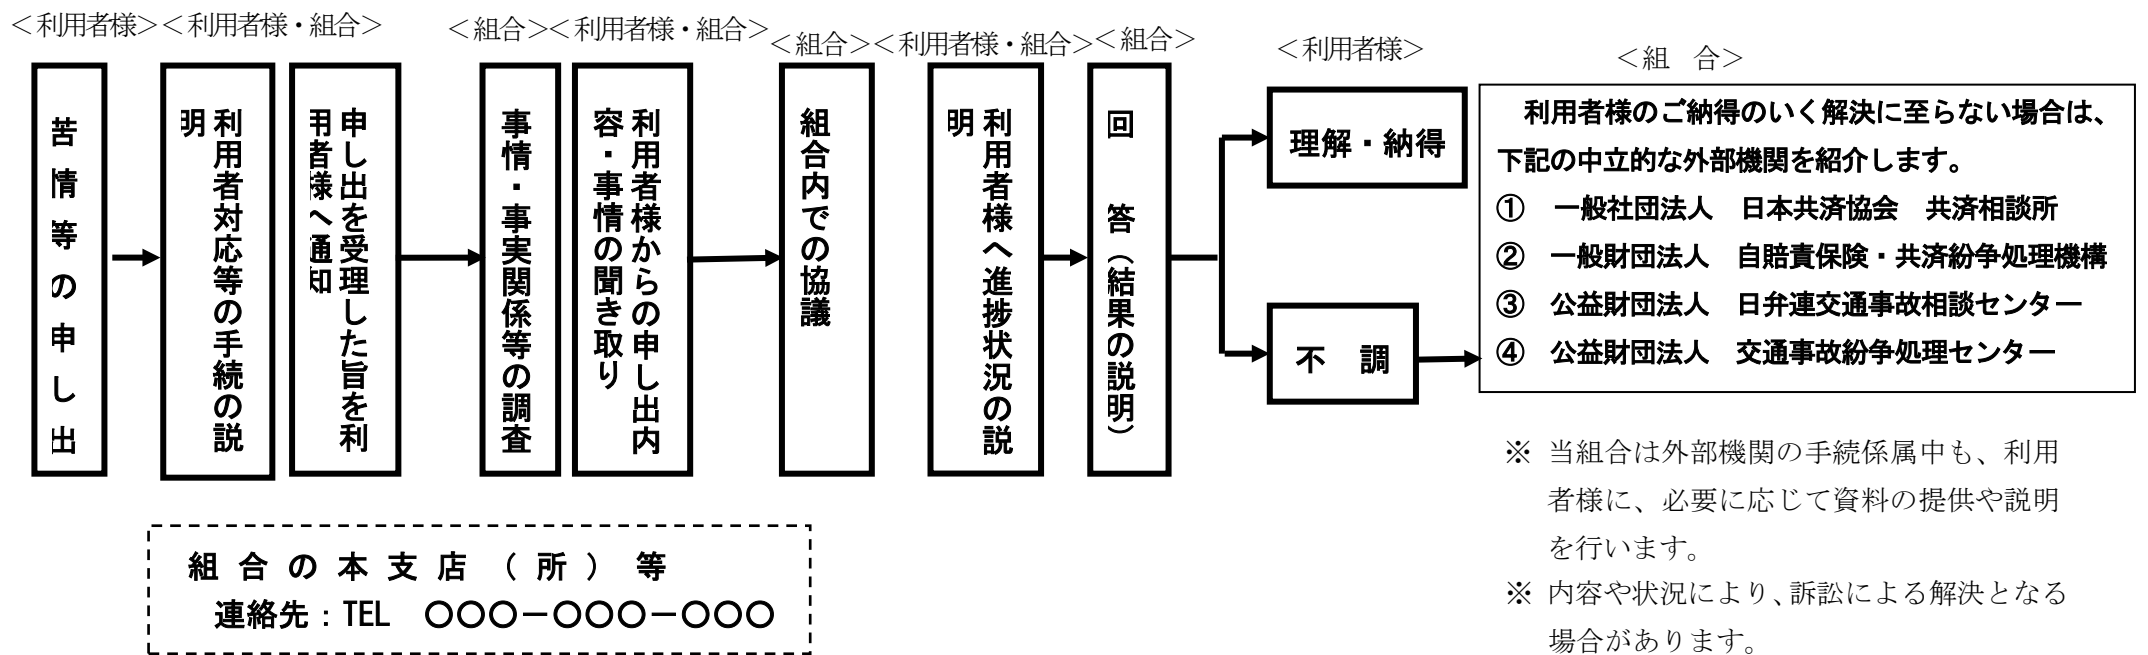 ＜利用者様＞
＜利用者様・組合＞
＜組合＞
＜利用者様・組合＞
＜組合＞
＜利用者様・組合＞
＜組合＞
＜利用者様＞
＜組　合＞
苦情等の申し出
利用者対応等の手続の説
明
申し出を受理した旨を利
用者様へ通知
事情・事実関係等の調査
利用者様からの申し出内
容・事情の聞き取り
組合内での協議
利用者様へ進捗状況の説
明
回　答（結果の説明）
理解・納得
不　調
利用者様のご納得のいく解決に至らない場合は、
下記の中立的な外部機関を紹介します。
①　一般社団法人　日本共済協会　共済相談所
②　一般財団法人　自賠責保険・共済紛争処理機構
③　公益財団法人　日弁連交通事故相談センター
④　公益財団法人　交通事故紛争処理センター
※ 当組合は外部機関の手続係属中も、利用
者様に、必要に応じて資料の提供や説明
を行います。
※ 内容や状況により、訴訟による解決となる
場合があります。
組合の本支店（所）等
連絡先：TEL　○○○－○○○－○○○